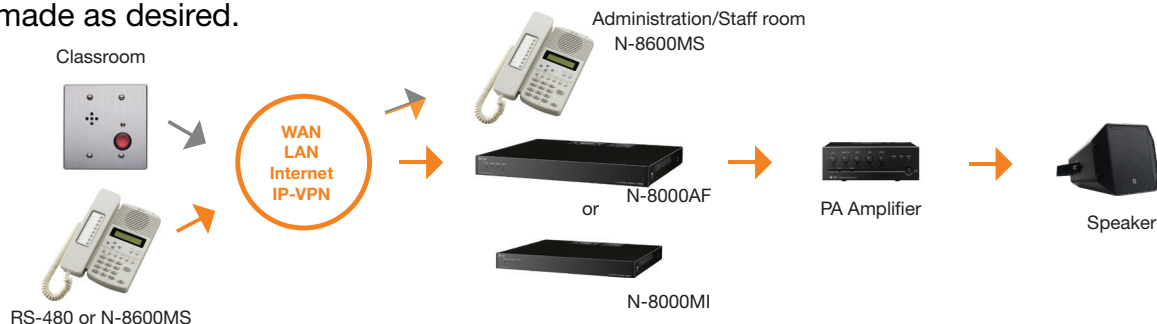 made as desired.
Classroom
Administration/Staff room
N-8600MS
WAN
LAN
Internet
IP-VPN
N-8000AF
or
PA Amplifier
Speaker
N-8000MI
RS-480 or N-8600MS